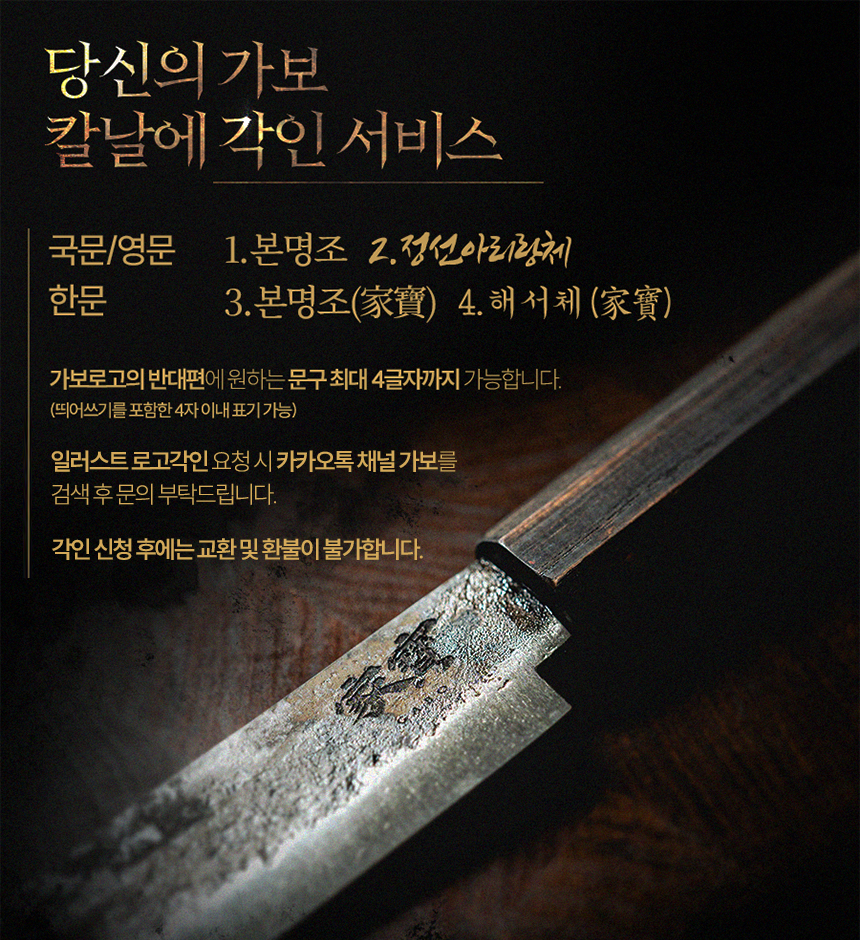 당신의 가보
칼날에 각인 서비스
국문/영문 1.본명조 2.정선아리랑체
한문 3.본명조(家寶) 4.해서체(家寶)
가보로고의 반대편에 원하는 문구 최대 4글자까지 가능합니다.
(띄어쓰기를 포함한 4자 이내 표기 가능)
일러스트 로고각인 요청 시 카카오톡 채널 가보를
검색 후 문의 부탁드립니다.
각인 신청 후에는 교환 및 환불이 불가합니다.
家寶